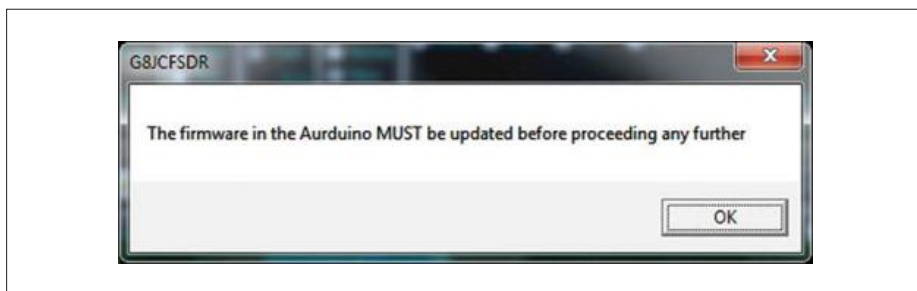 G8JCFSDR
The firmware in the Aurduino MUST be updated before proceeding any further
OK